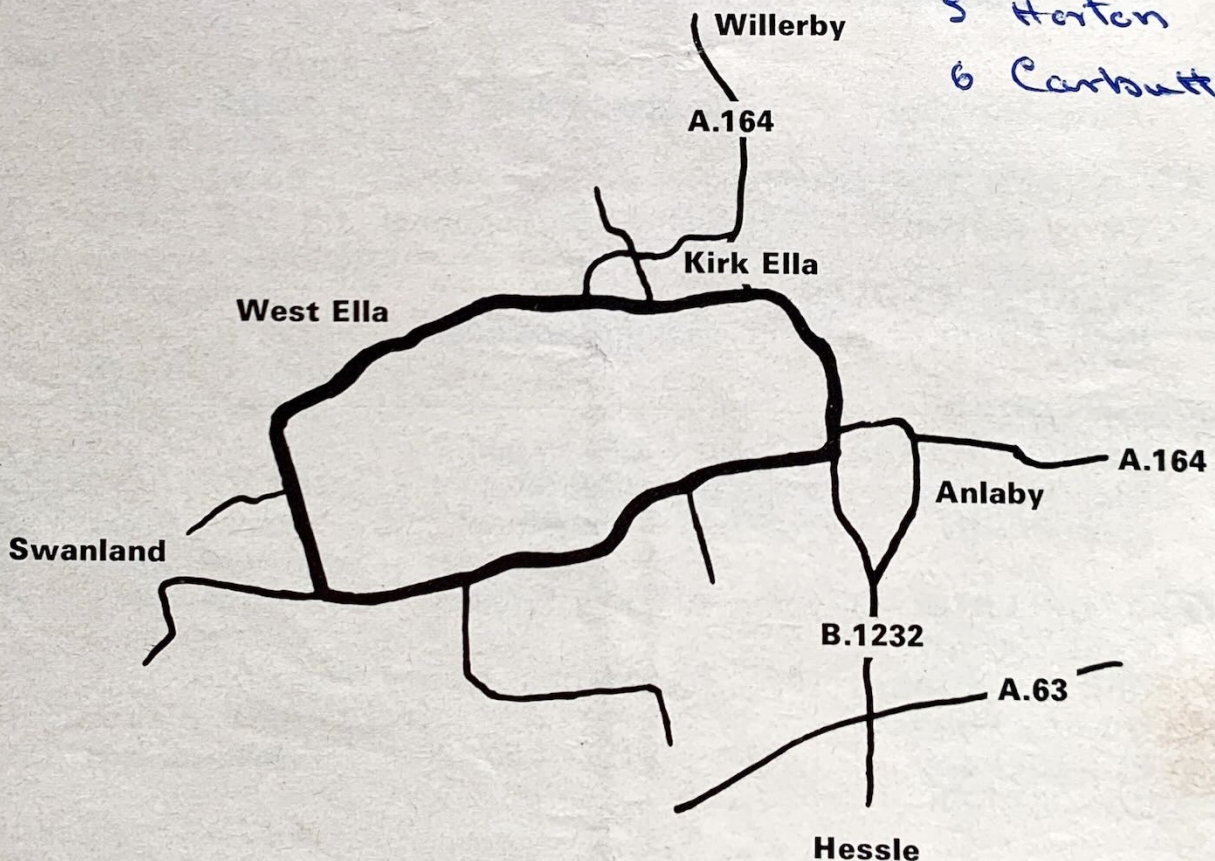 5 Horton
6 Carbutt
Willerby
A.164
Kirk Ella
West Ella
A.164
Anlaby
Swanland
B.1232
A.63
Hessle